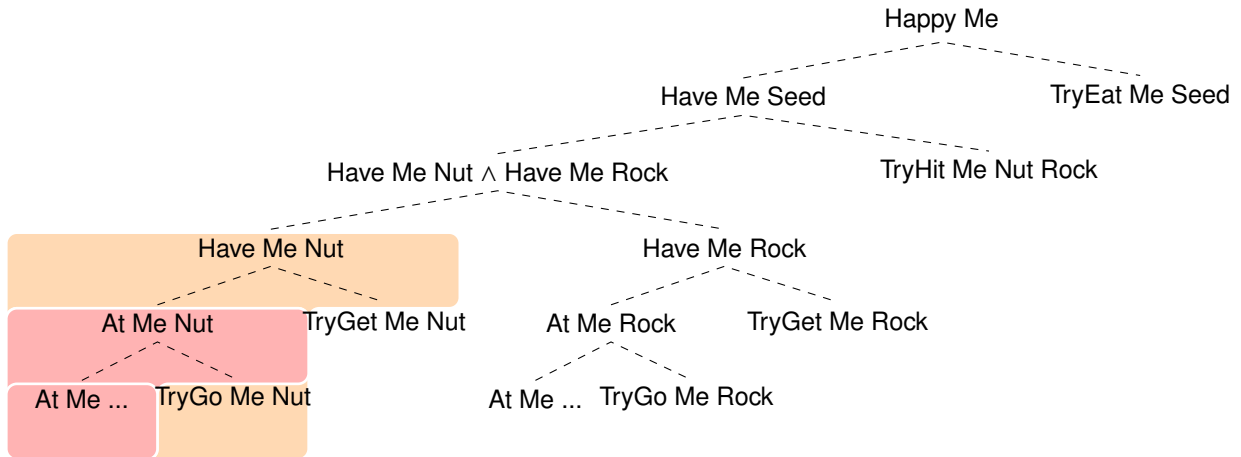 Happy Me
Have Me Seed
TryEat Me Seed
Have Me Nut ∧ Have Me Rock
TryHit Me Nut Rock
Have Me Nut
Have Me Rock
At Me Nut
TryGet Me Nut
At Me Rock
TryGet Me Rock
At Me ...
TryGo Me Nut
At Me ...
TryGo Me Rock